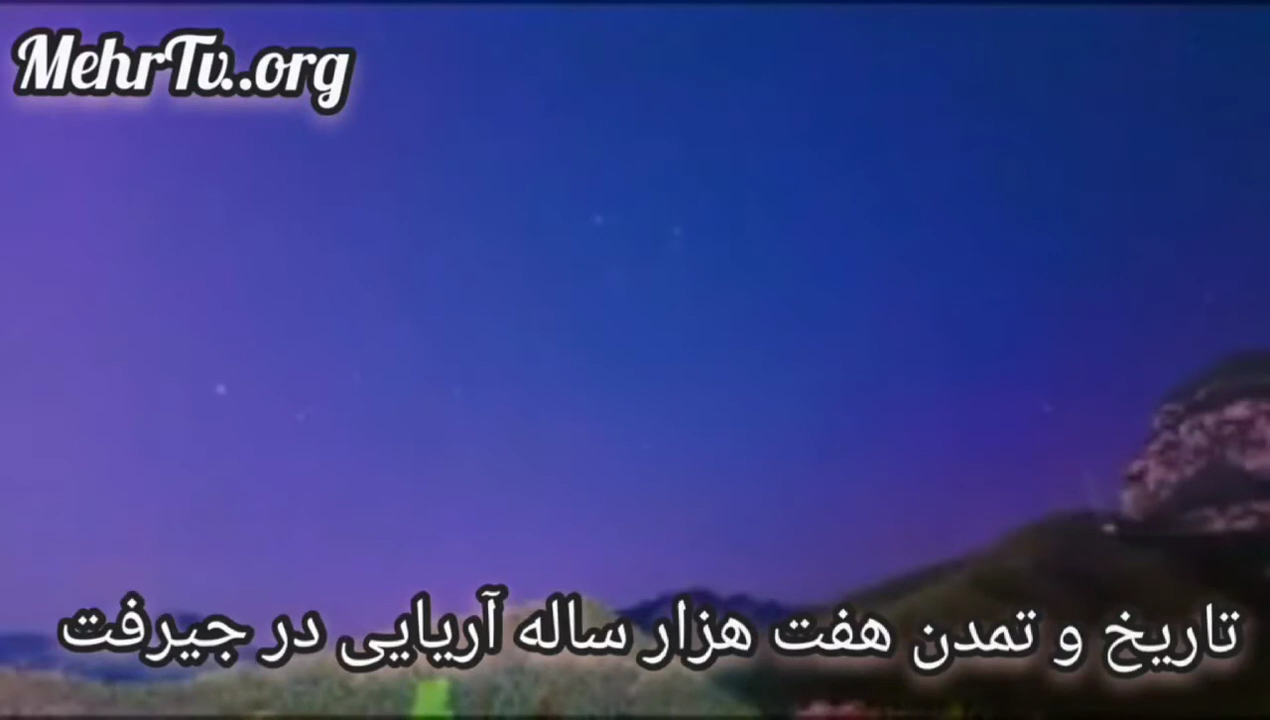 MehrTv..org
تاریخ و تمدن هفت هزار ساله آریایی در جیرفت